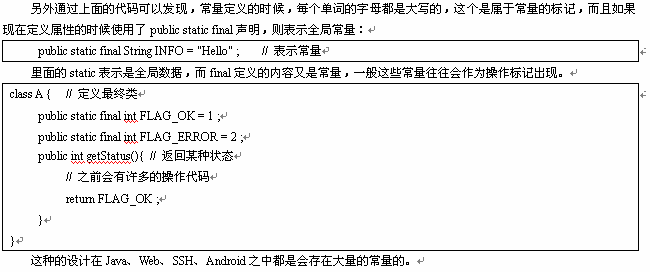 另外通过上面的代码可以发现，常量定义的时候，每个单词的字母都是大写的，这个是属于常量的标记，而且如果
现在定义属性的时候使用了 public static final 声明，则表示全局常量：
public static final String INFO = "Hello" ; // 表示常量
里面的 static 表示是全局数据，而 final 定义的内容又是常量，一般这些常量往往会作为操作标记出现。
class A { // 定义最终类
public static final int FLAG_OK = 1 ;
public static final int FLAG_ERROR = 2 ;
public int getStatus(){ // 返回某种状态
// 之前会有许多的操作代码
return FLAG_OK ;
}
}
这种的设计在 Java、Web、SSH、Android 之中都是会存在大量的常量的。